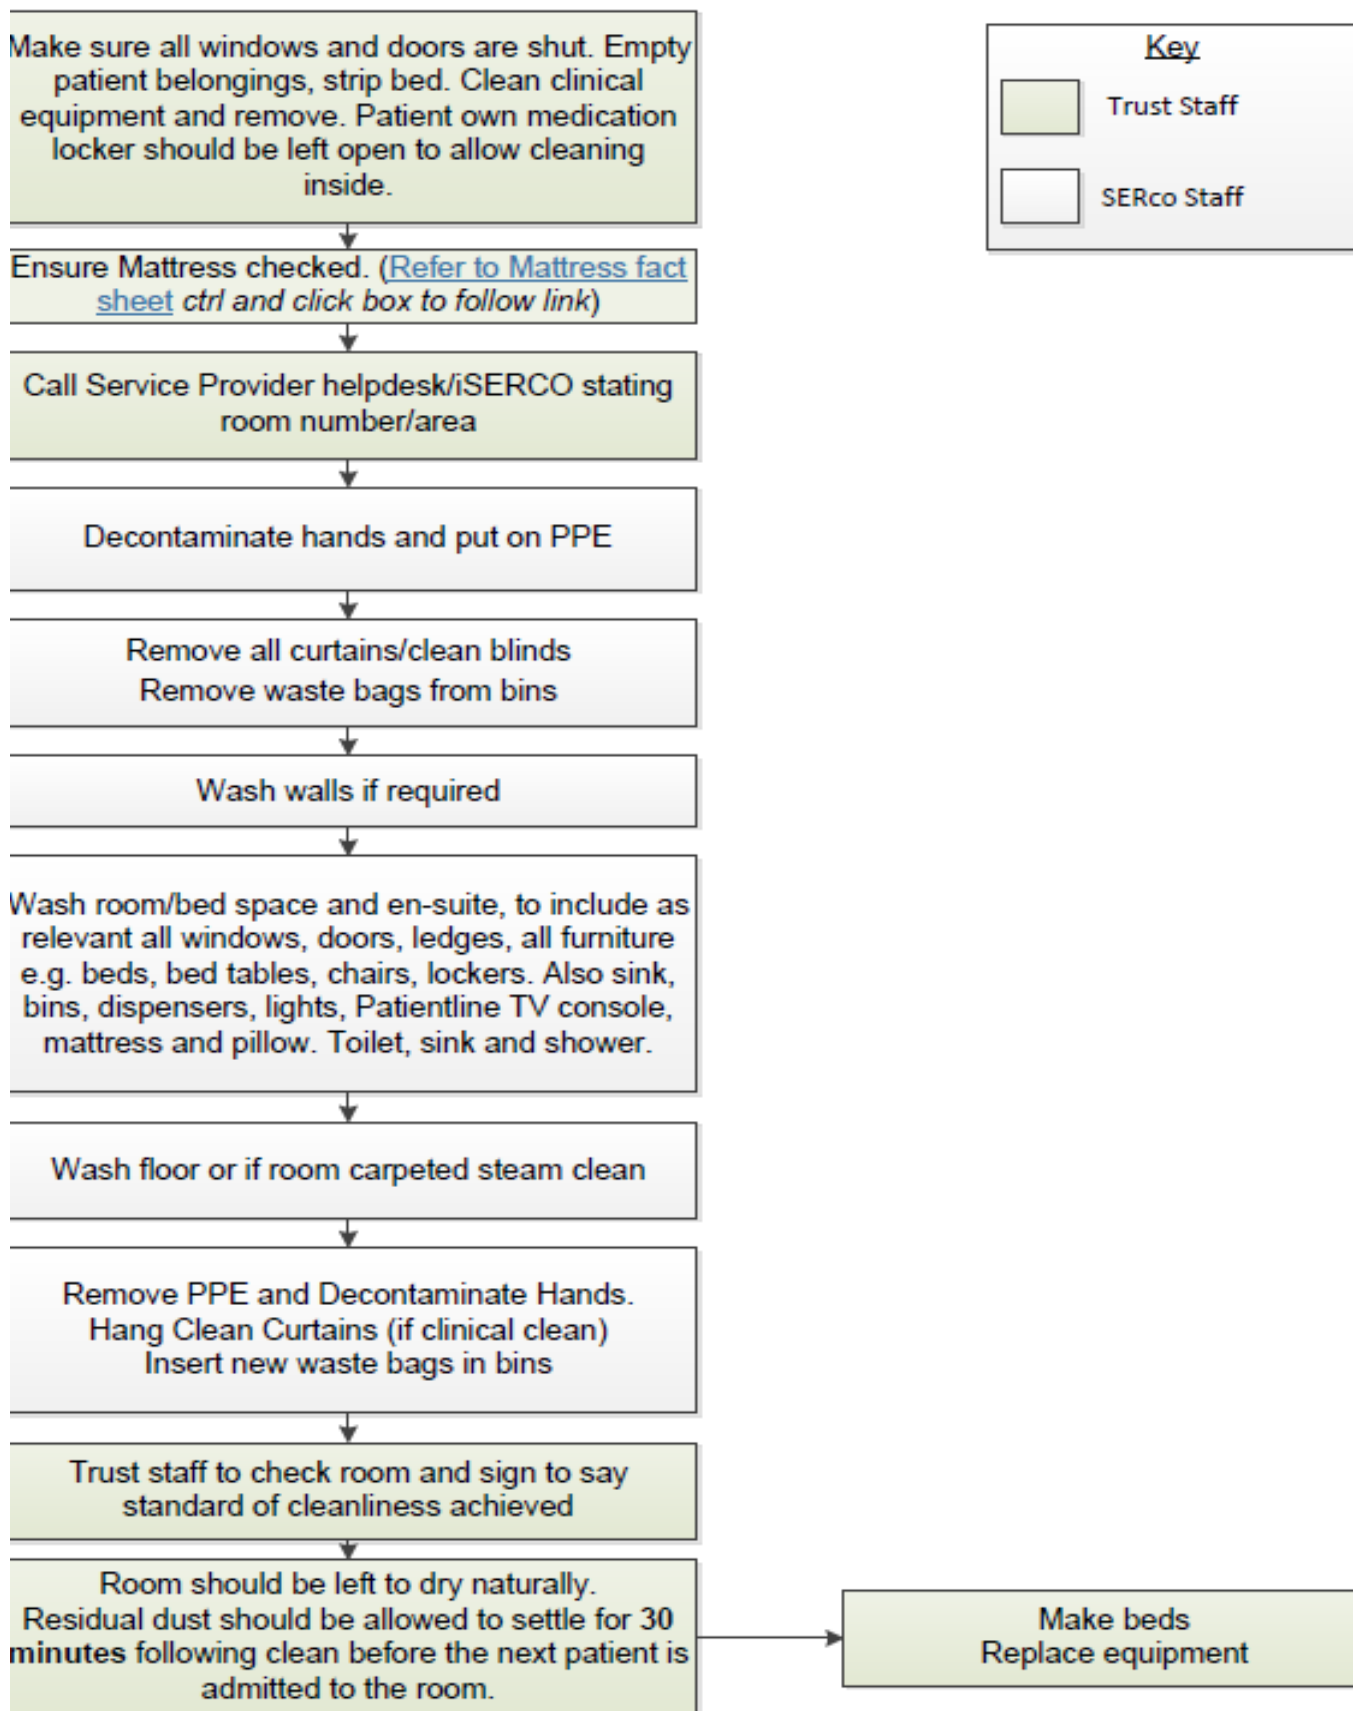 Make sure all windows and doors are shut. Empty
patient belongings, strip bed. Clean clinical
equipment and remove. Patient own medication
locker should be left open to allow cleaning
inside.
Key
Trust Staff
SERco Staff
Ensure Mattress checked. (Refer to Mattress fact
sheet ctrl and click box to follow link)
Call Service Provider helpdesk/iSERCO stating
room number/area
Decontaminate hands and put on PPE
Remove all curtains/clean blinds
Remove waste bags from bins
Wash walls if required
Wash room/bed space and en-suite, to include as
relevant all windows, doors, ledges, all furniture
e.g. beds, bed tables, chairs, lockers. Also sink,
bins, dispensers, lights, Patientline TV console,
mattress and pillow. Toilet, sink and shower.
Wash floor or if room carpeted steam clean
Remove PPE and Decontaminate Hands.
Hang Clean Curtains (if clinical clean)
Insert new waste bags in bins
Trust staff to check room and sign to say
standard of cleanliness achieved
Room should be left to dry naturally.
Residual dust should be allowed to settle for 30
minutes following clean before the next patient is
admitted to the room.
Make beds
Replace equipment